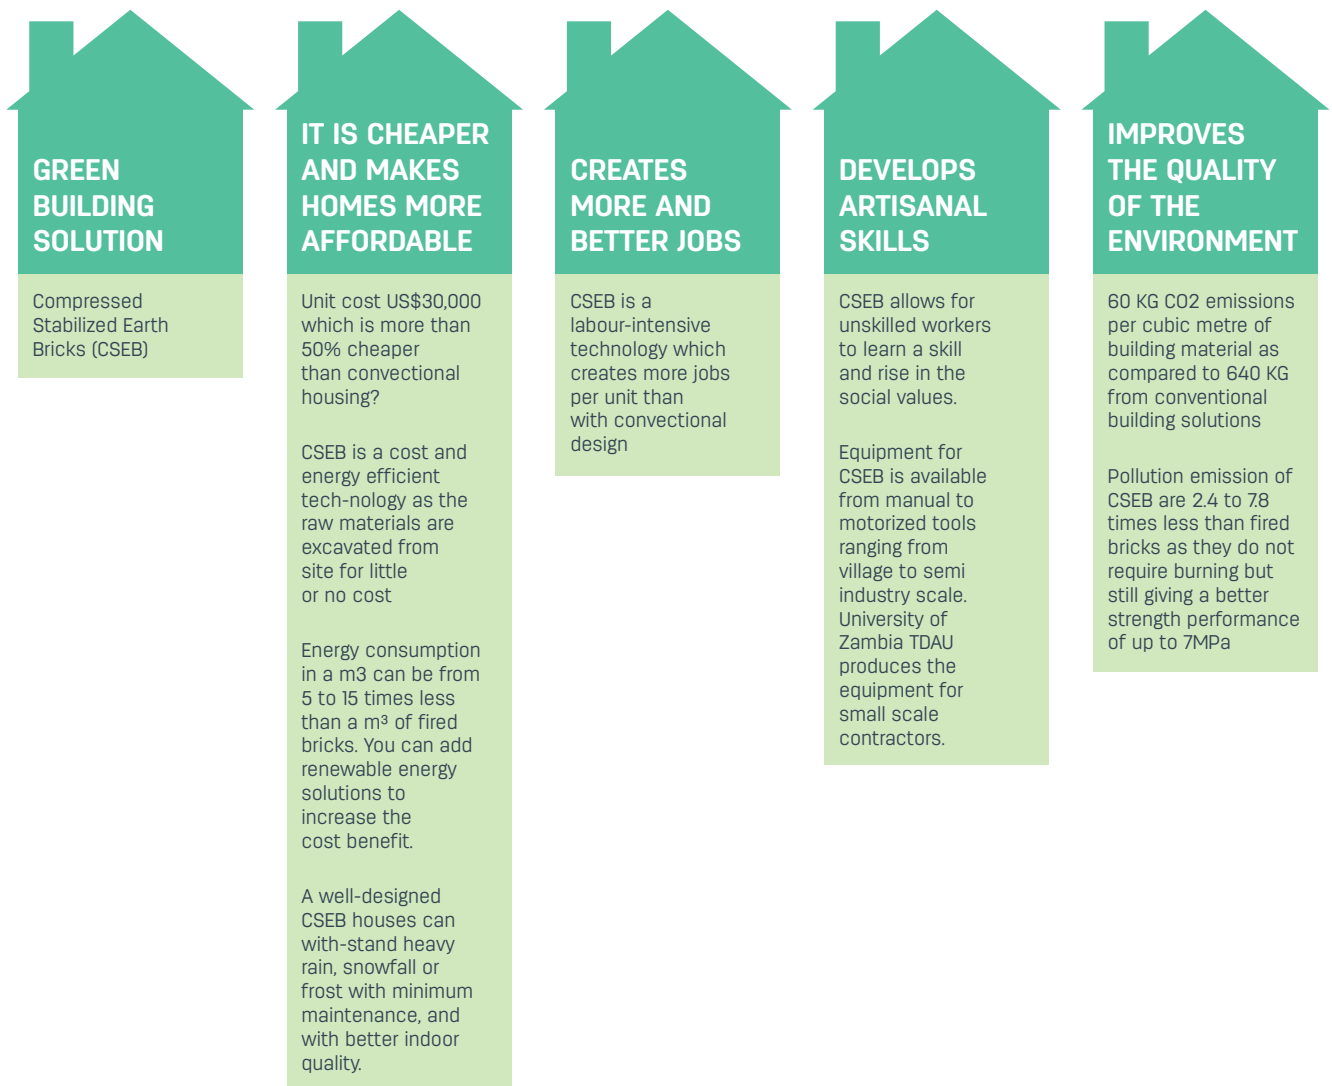 GREEN
BUILDING
SOLUTION
Compressed
Stabilized Earth
Bricks (CSEB)
IT IS CHEAPER
AND MAKES
HOMES MORE
AFFORDABLE
Unit cost US$30,000
which is more than
50% cheaper
than convectional
housing?
CSEB is a cost and
energy efficient
tech-nology as the
raw materials are
excavated from
site for little
or no cost
Energy consumption
in a m3 can be from
5 to 15 times less
than a m³ of fired
bricks. You can add
renewable energy
solutions to
increase the
cost benefit.
A well-designed
CSEB houses can
with-stand heavy
rain, snowfall or
frost with minimum
maintenance, and
with better indoor
quality.
CREATES
MORE AND
BETTER JOBS
CSEB is a
labour-intensive
technology which
creates more jobs
per unit than
with convectional
design
DEVELOPS
ARTISANAL
SKILLS
CSEB allows for
unskilled workers
to learn a skill
and rise in the
social values.
Equipment for
CSEB is available
from manual to
motorized tools
ranging from
village to semi
industry scale.
University of
Zambia TDAU
produces the
equipment for
small scale
contractors.
IMPROVES
THE QUALITY
OF THE
ENVIRONMENT
60 KG CO2 emissions
per cubic metre of
building material as
compared to 640 KG
from conventional
building solutions
Pollution emission of
CSEB are 2.4 to 7.8
times less than fired
bricks as they do not
require burning but
still giving a better
strength performance
of up to 7MPa